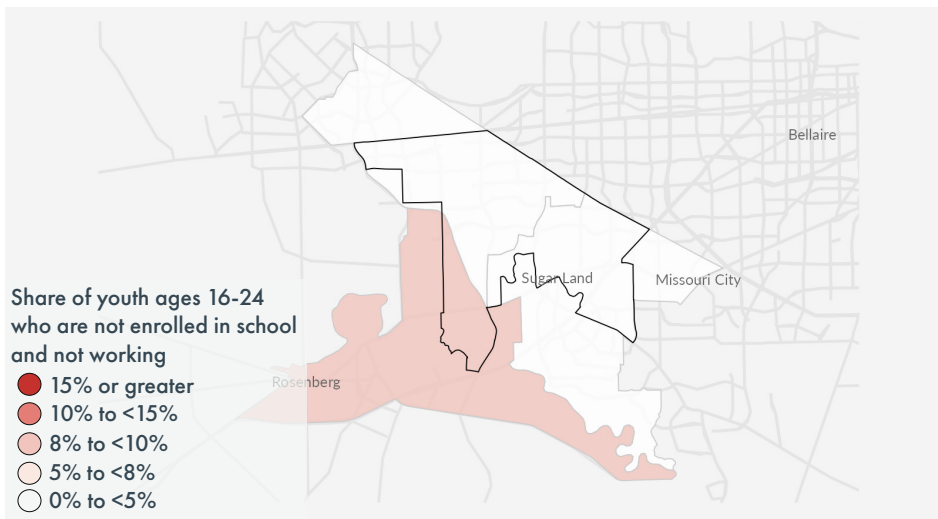 Bellaire
Sugar Land
Missouri City
Share of youth ages 16-24
who are not enrolled in school
and not working
Rosenberg
15% or greater
10% to <15%
8% to <10%
5% to <8%
0% to <5%